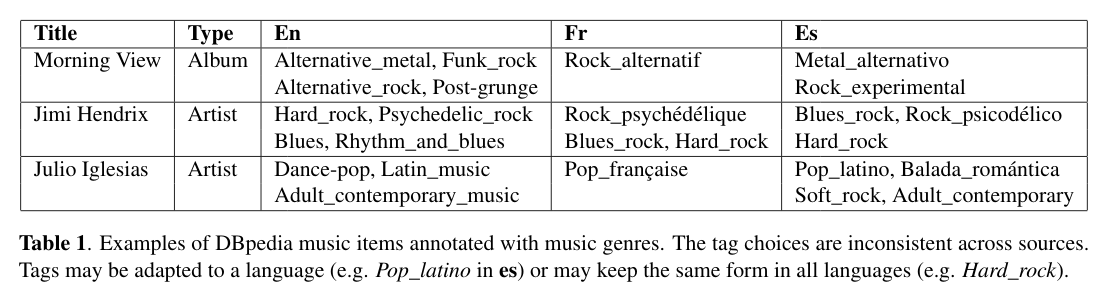 Title Type En Fr Es
Morning View Album Alternative_metal, Funk_rock Rock_alternatif Metal_alternativo
Alternative_rock, Post-grunge Rock_experimental
Jimi Hendrix Artist Hard_rock, Psychedelic_rock Rock_psychédélique Blues_rock, Rock_psicodélico
Blues, Rhythm_and_blues Blues_rock, Hard_rock Hard_rock
Julio Iglesias Artist Dance-pop, Latin_music Pop_française Pop_latino, Balada_romántica
Adult_contemporary_music Soft_rock, Adult_contemporary
Table 1. Examples of DBpedia music items annotated with music genres. The tag choices are inconsistent across sources.
Tags may be adapted to a language (e.g. Pop_latino in es) or may keep the same form in all languages (e.g. Hard_rock).